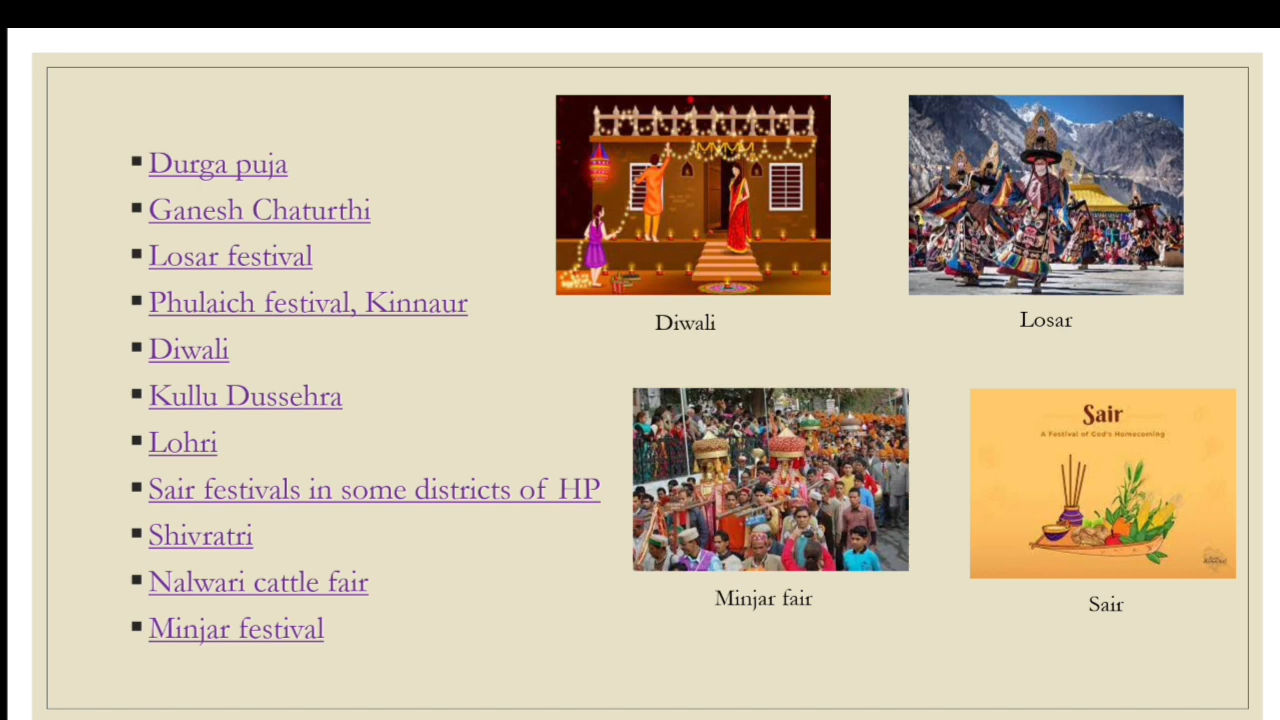 Durga puja
Ganesh Chaturthi
Losar festival
Phulaich festival, Kinnaur
Diwali
Kullu Dussehra
Lohri
Sair festivals in some districts of HP
Shivratri
Nalwari cattle fair
Minjar festival
Diwali
Losar
Minjar fair
Sair
A Festival of God's Homecoming
Sair